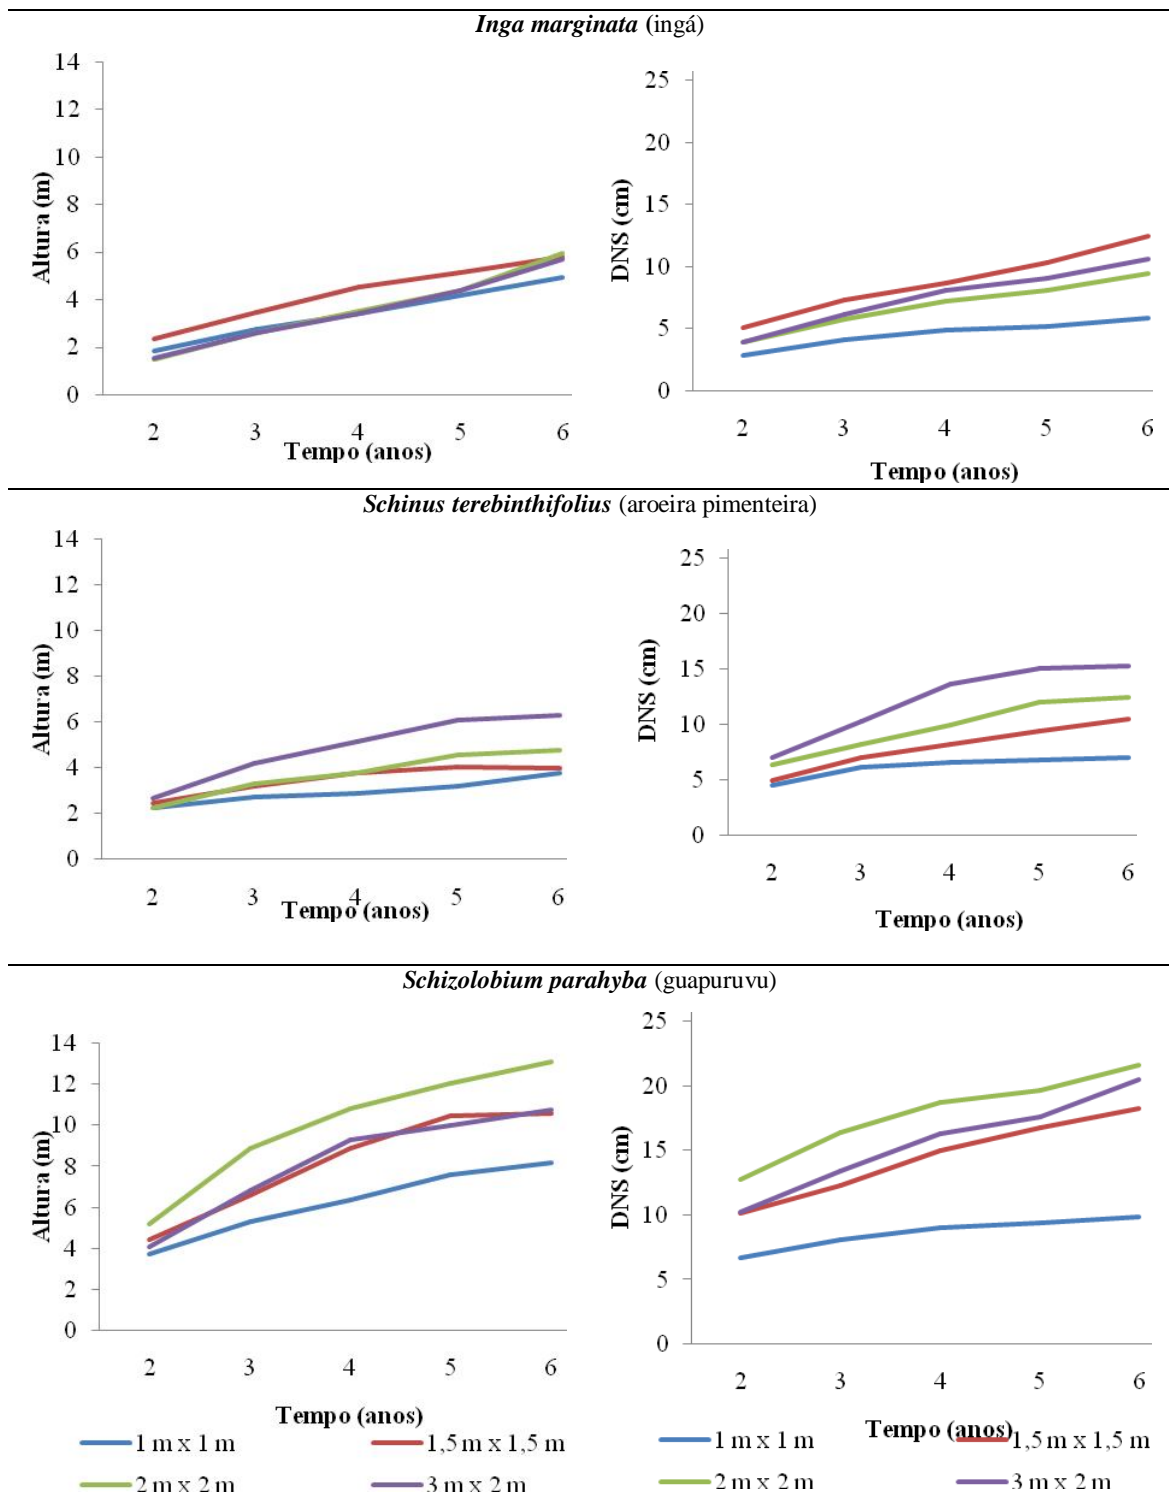 Inga marginata (ingá)
14
12
10
8
6
4
2
0
Altura (m)
2 3 4 5 6
Tempo (anos)
25
20
15
10
5
0
DNS (cm)
2 3 4 5 6
Tempo (anos)
Schinus terebinthifolius (aroeira pimenteira)
14
12
10
8
6
4
2
0
Altura (m)
2 3 4 5 6
Tempo (anos)
25
20
15
10
5
0
DNS (cm)
2 3 4 5 6
Tempo (anos)
Schizolobium parahyba (guapuruvu)
14
12
10
8
6
4
2
0
Altura (m)
2 3 4 5 6
Tempo (anos)
1 m x 1 m 1,5 m x 1,5 m
2 m x 2 m 3 m x 2 m
25
20
15
10
5
0
DNS (cm)
2 3 4 5 6
Tempo (anos)
1 m x 1 m 1,5 m x 1,5 m
2 m x 2 m 3 m x 2 m